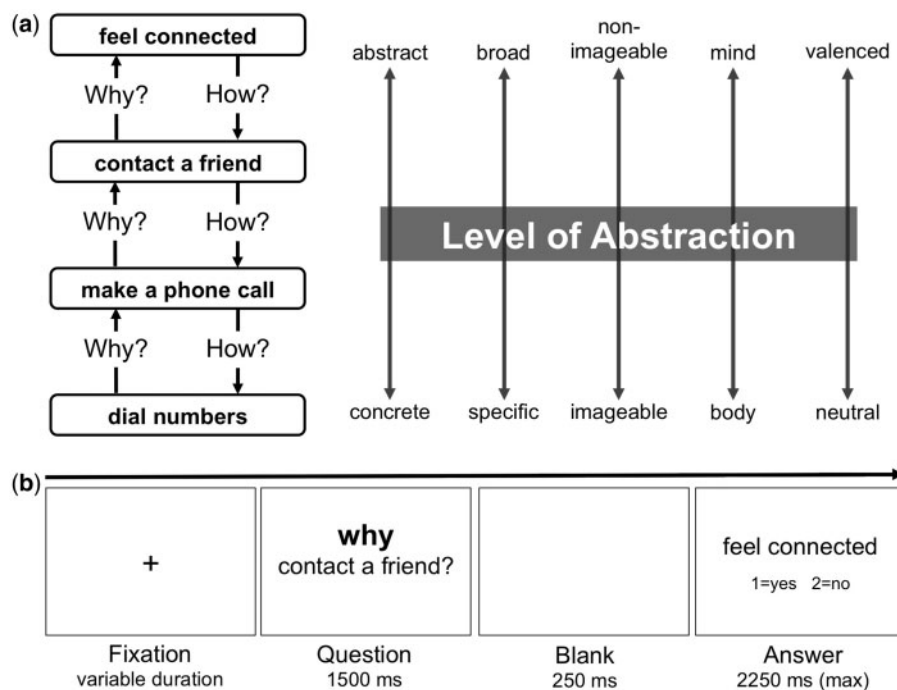 (a)
feel connected
Why? How?
contact a friend
Why? How?
make a phone call
Why? How?
dial numbers
abstract broad non-
imageable mind valenced
Level of Abstraction
concrete specific imageable body neutral
(b)
+
Fixation
variable duration
why
contact a friend?
Question
1500 ms
Blank
250 ms
feel connected
1=yes 2=no
Answer
2250 ms (max)